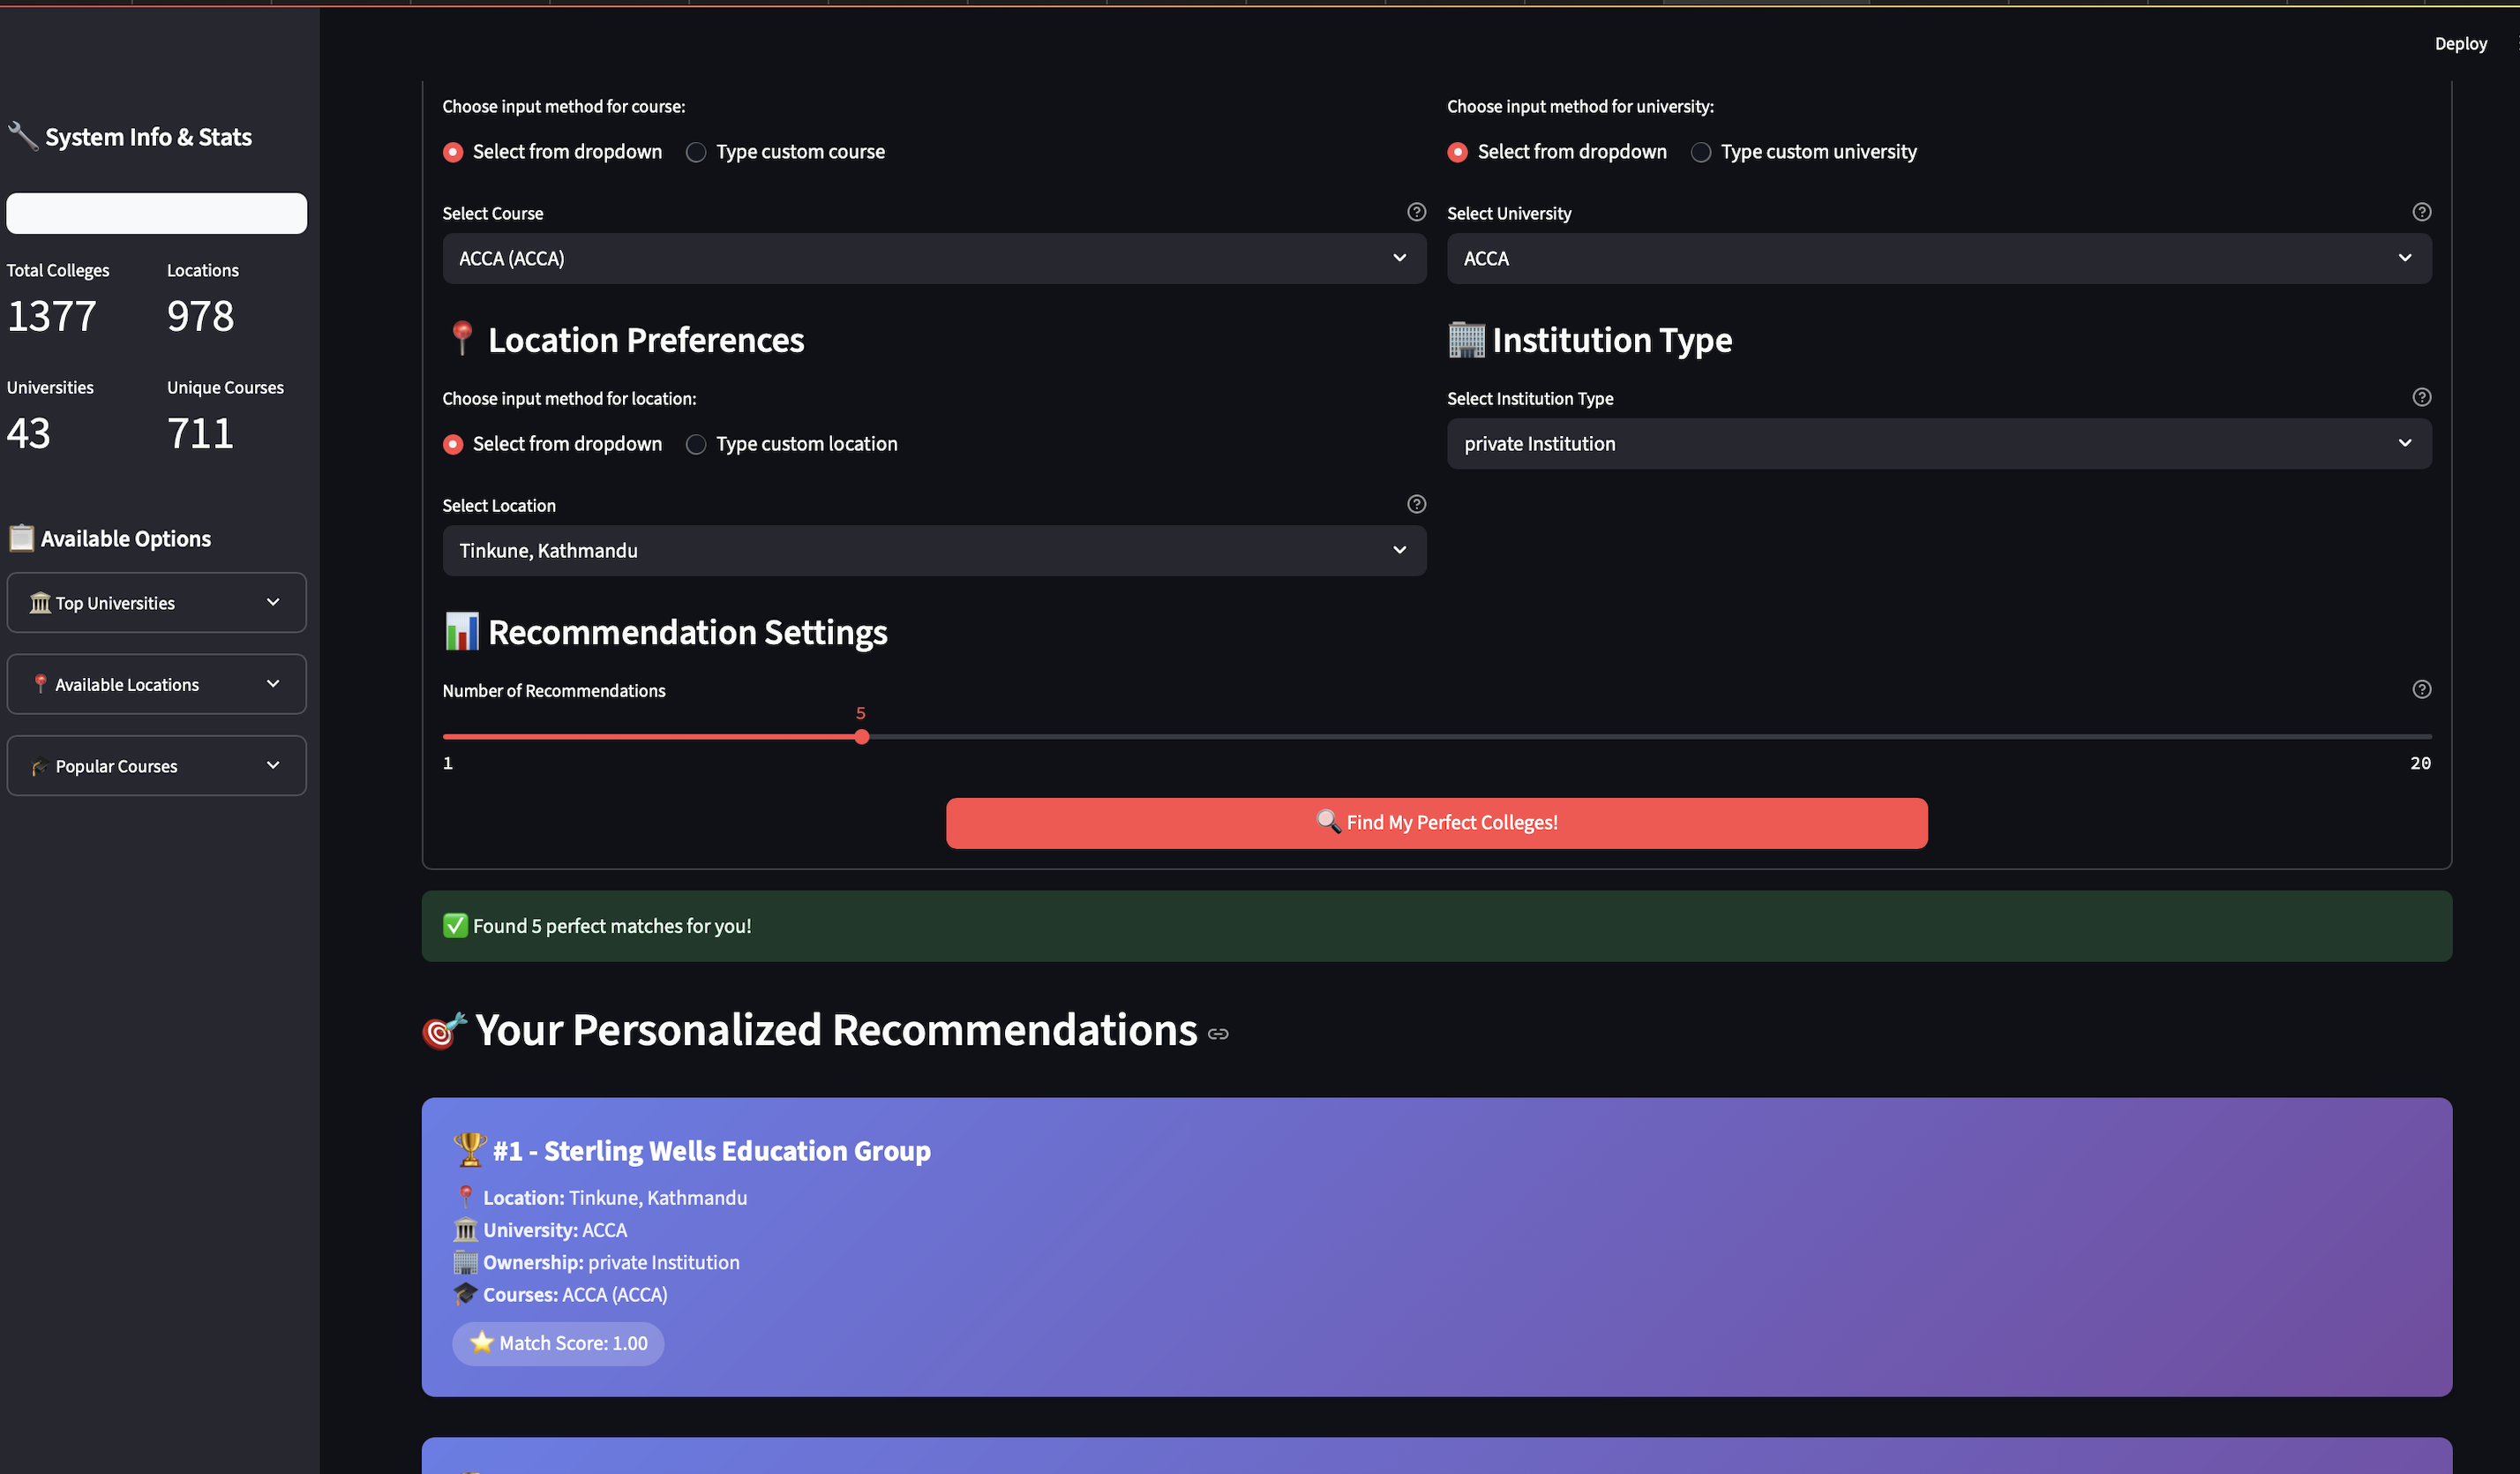 Deploy
🔧 System Info & Stats
Total Colleges
1377
Locations
978
Universities
43
Unique Courses
711
📋 Available Options
🏛️ Top Universities
📍 Available Locations
🎓 Popular Courses
Choose input method for course:
Select from dropdown
Type custom course
Select Course
ACCA (ACCA)
Choose input method for university:
Select from dropdown
Type custom university
Select University
ACCA
📍 Location Preferences
Choose input method for location:
Select from dropdown
Type custom location
Select Location
Tinkune, Kathmandu
🏢 Institution Type
Select Institution Type
private Institution
📊 Recommendation Settings
Number of Recommendations
5
1
20
🔍 Find My Perfect Colleges!
✅ Found 5 perfect matches for you!
🎯 Your Personalized Recommendations
🏆 #1 - Sterling Wells Education Group
📍 Location: Tinkune, Kathmandu
🏛️ University: ACCA
🏢 Ownership: private Institution
🎓 Courses: ACCA (ACCA)
⭐ Match Score: 1.00